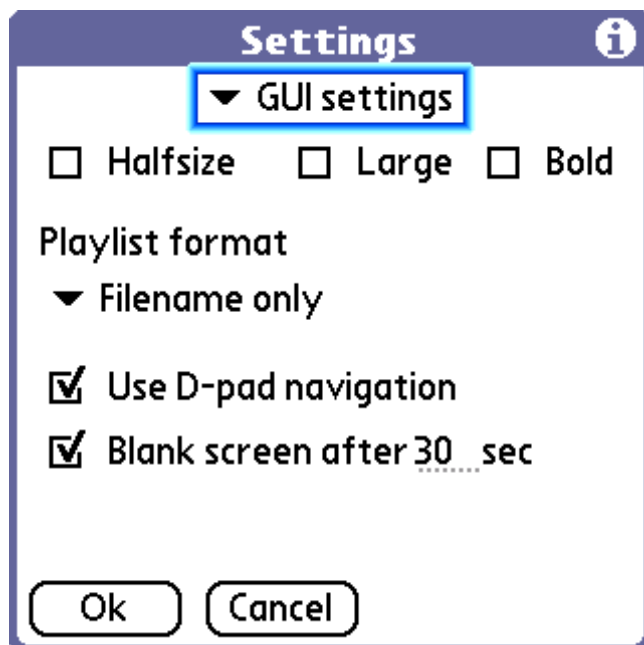 Settings
GUI settings
Halfsize Large Bold
Playlist format
Filename only
Use D-pad navigation
Blank screen after 30 sec
Ok Cancel